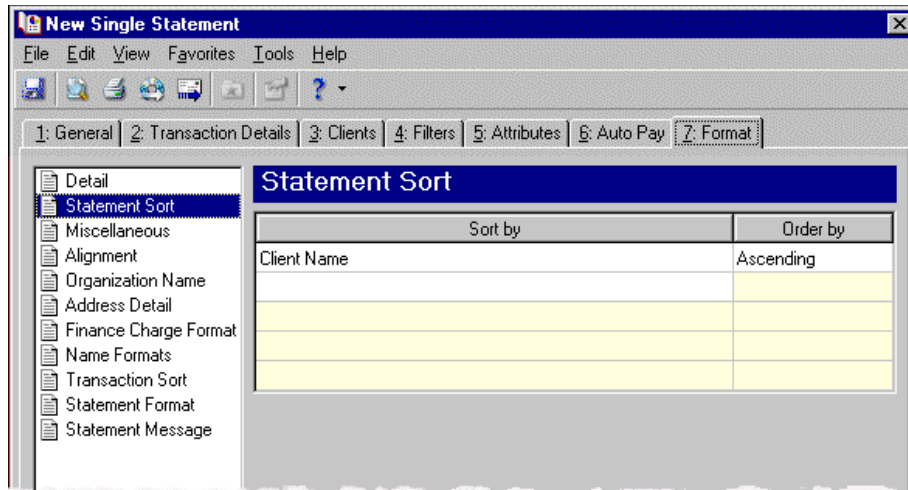 New Single Statement
File Edit View Favorites Tools Help
?
1: General 2: Transaction Details 3: Clients 4: Filters 5: Attributes 6: Auto Pay 7: Format
Detail
Statement Sort
Miscellaneous
Alignment
Organization Name
Address Detail
Finance Charge Format
Name Formats
Transaction Sort
Statement Format
Statement Message
Statement Sort
Sort by Order by
Client Name Ascending